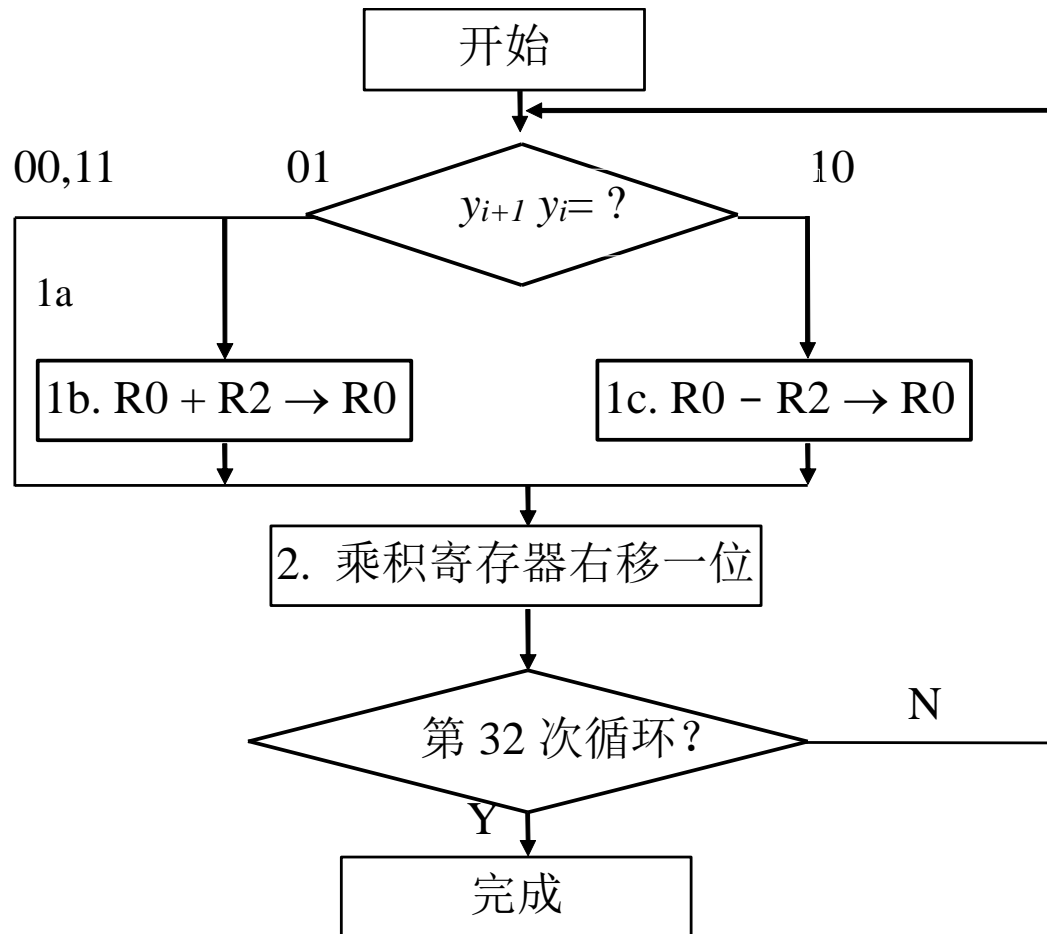 开始
00,11
01
10
yi+1 yi= ?
1a
1b. R0 + R2 → R0
1c. R0 − R2 → R0
2. 乘积寄存器右移一位
第 32 次循环？
N
Y
完成